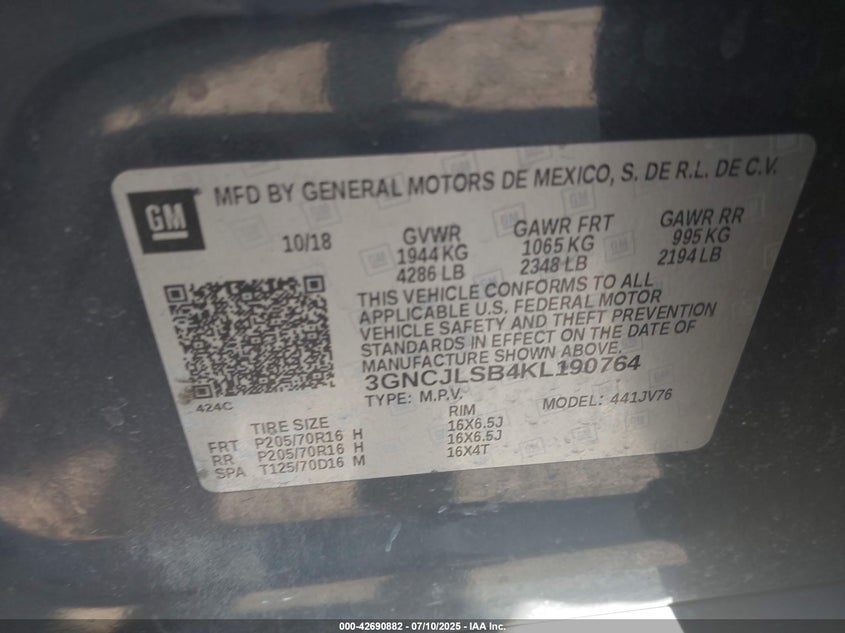 GM
MFD BY GENERAL MOTORS DE MEXICO, S. DE R.L. DE C.V.
10/18
GVWR GAWR FRT GAWR RR
1944 KG 1065 KG 995 KG
4286 LB 2348 LB 2194 LB
THIS VEHICLE CONFORMS TO ALL
APPLICABLE U.S. FEDERAL MOTOR
VEHICLE SAFETY AND THEFT PREVENTION
STANDARDS IN EFFECT ON THE DATE OF
MANUFACTURE SHOWN ABOVE.
3GNCJLSB4KL190764
TYPE: M.P.V. MODEL: 441JV76
424C
TIRE SIZE RIM
FRT P205/70R16 H 16X6.5J
RR P205/70R16 H 16X6.5J
SPA T125/70D16 M 16X4T
000-42690882 - 07/10/2025 - IAA Inc.